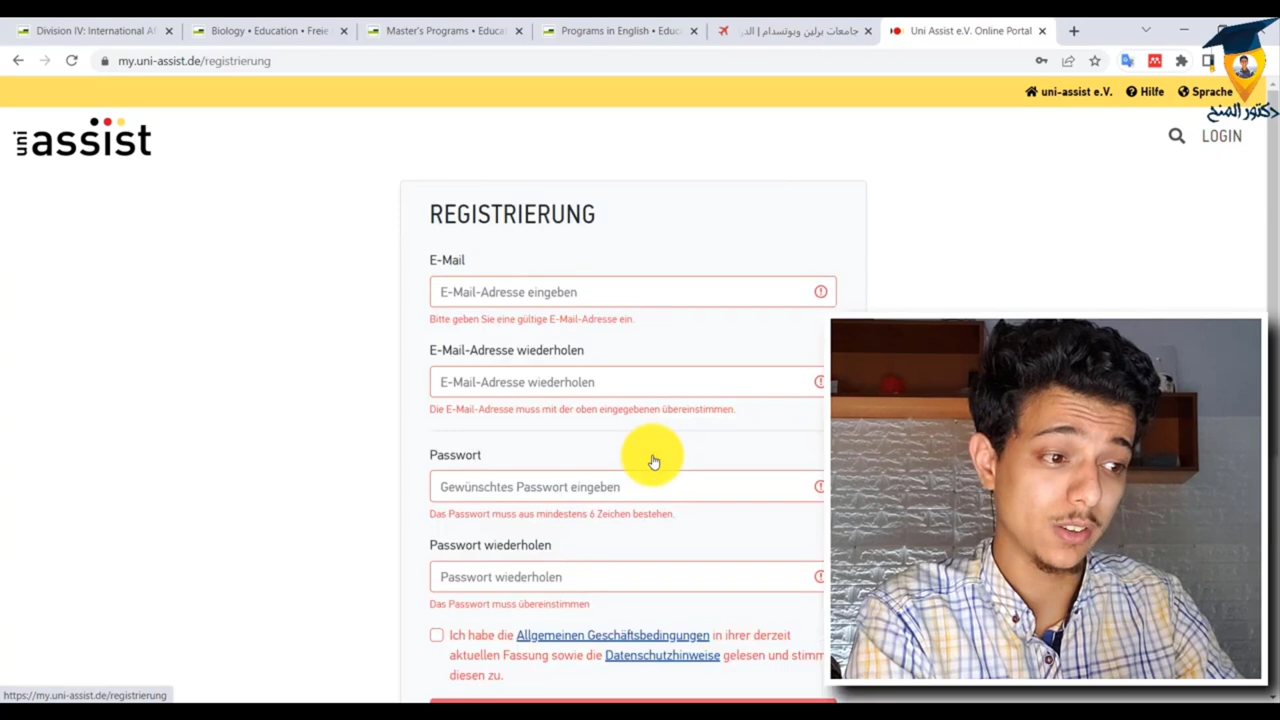 Division IV: International Af
Biology • Education • Freie
Master's Programs • Educa
Programs in English • Educ
جامعات برلين وبوتسدام | الد
Uni Assist e.V. Online Portal
my.uni-assist.de/registrierung
uni-assist e.V.
Hilfe
Sprache
دكتور المنح
uni assist
LOGIN
REGISTRIERUNG
E-Mail
E-Mail-Adresse eingeben
Bitte geben Sie eine gültige E-Mail-Adresse ein.
E-Mail-Adresse wiederholen
E-Mail-Adresse wiederholen
Die E-Mail-Adresse muss mit der oben eingegebenen übereinstimmen.
Passwort
Gewünschtes Passwort eingeben
Das Passwort muss aus mindestens 6 Zeichen bestehen.
Passwort wiederholen
Passwort wiederholen
Das Passwort muss übereinstimmen
Ich habe die Allgemeinen Geschäftsbedingungen in ihrer derzeit
aktuellen Fassung sowie die Datenschutzhinweise gelesen und stimm
diesen zu.
https://my.uni-assist.de/registrierung